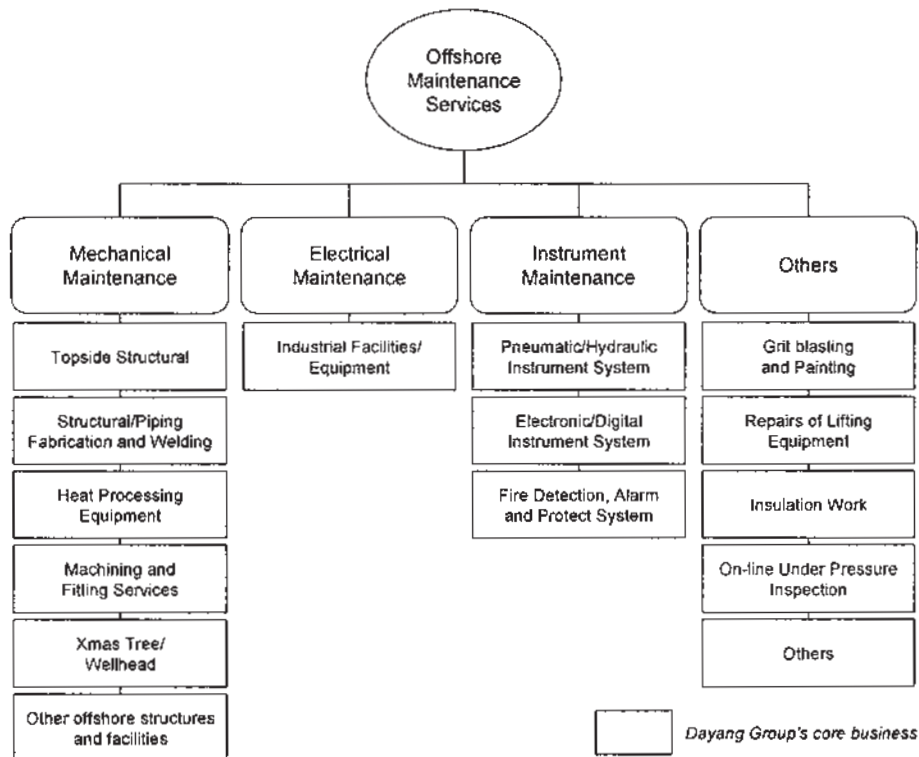 Offshore
Maintenance
Services
Mechanical
Maintenance
Topside Structural
Structural/Piping
Fabrication and Welding
Heat Processing
Equipment
Machining and
Fitting Services
Xmas Tree/
Wellhead
Other offshore structures
and facilities
Electrical
Maintenance
Industrial Facilities/
Equipment
Instrument
Maintenance
Pneumatic/Hydraulic
Instrument System
Electronic/Digital
Instrument System
Fire Detection, Alarm
and Protect System
Others
Grit blasting
and Painting
Repairs of Lifting
Equipment
Insulation Work
On-line Under Pressure
Inspection
Others
Dayang Group's core business